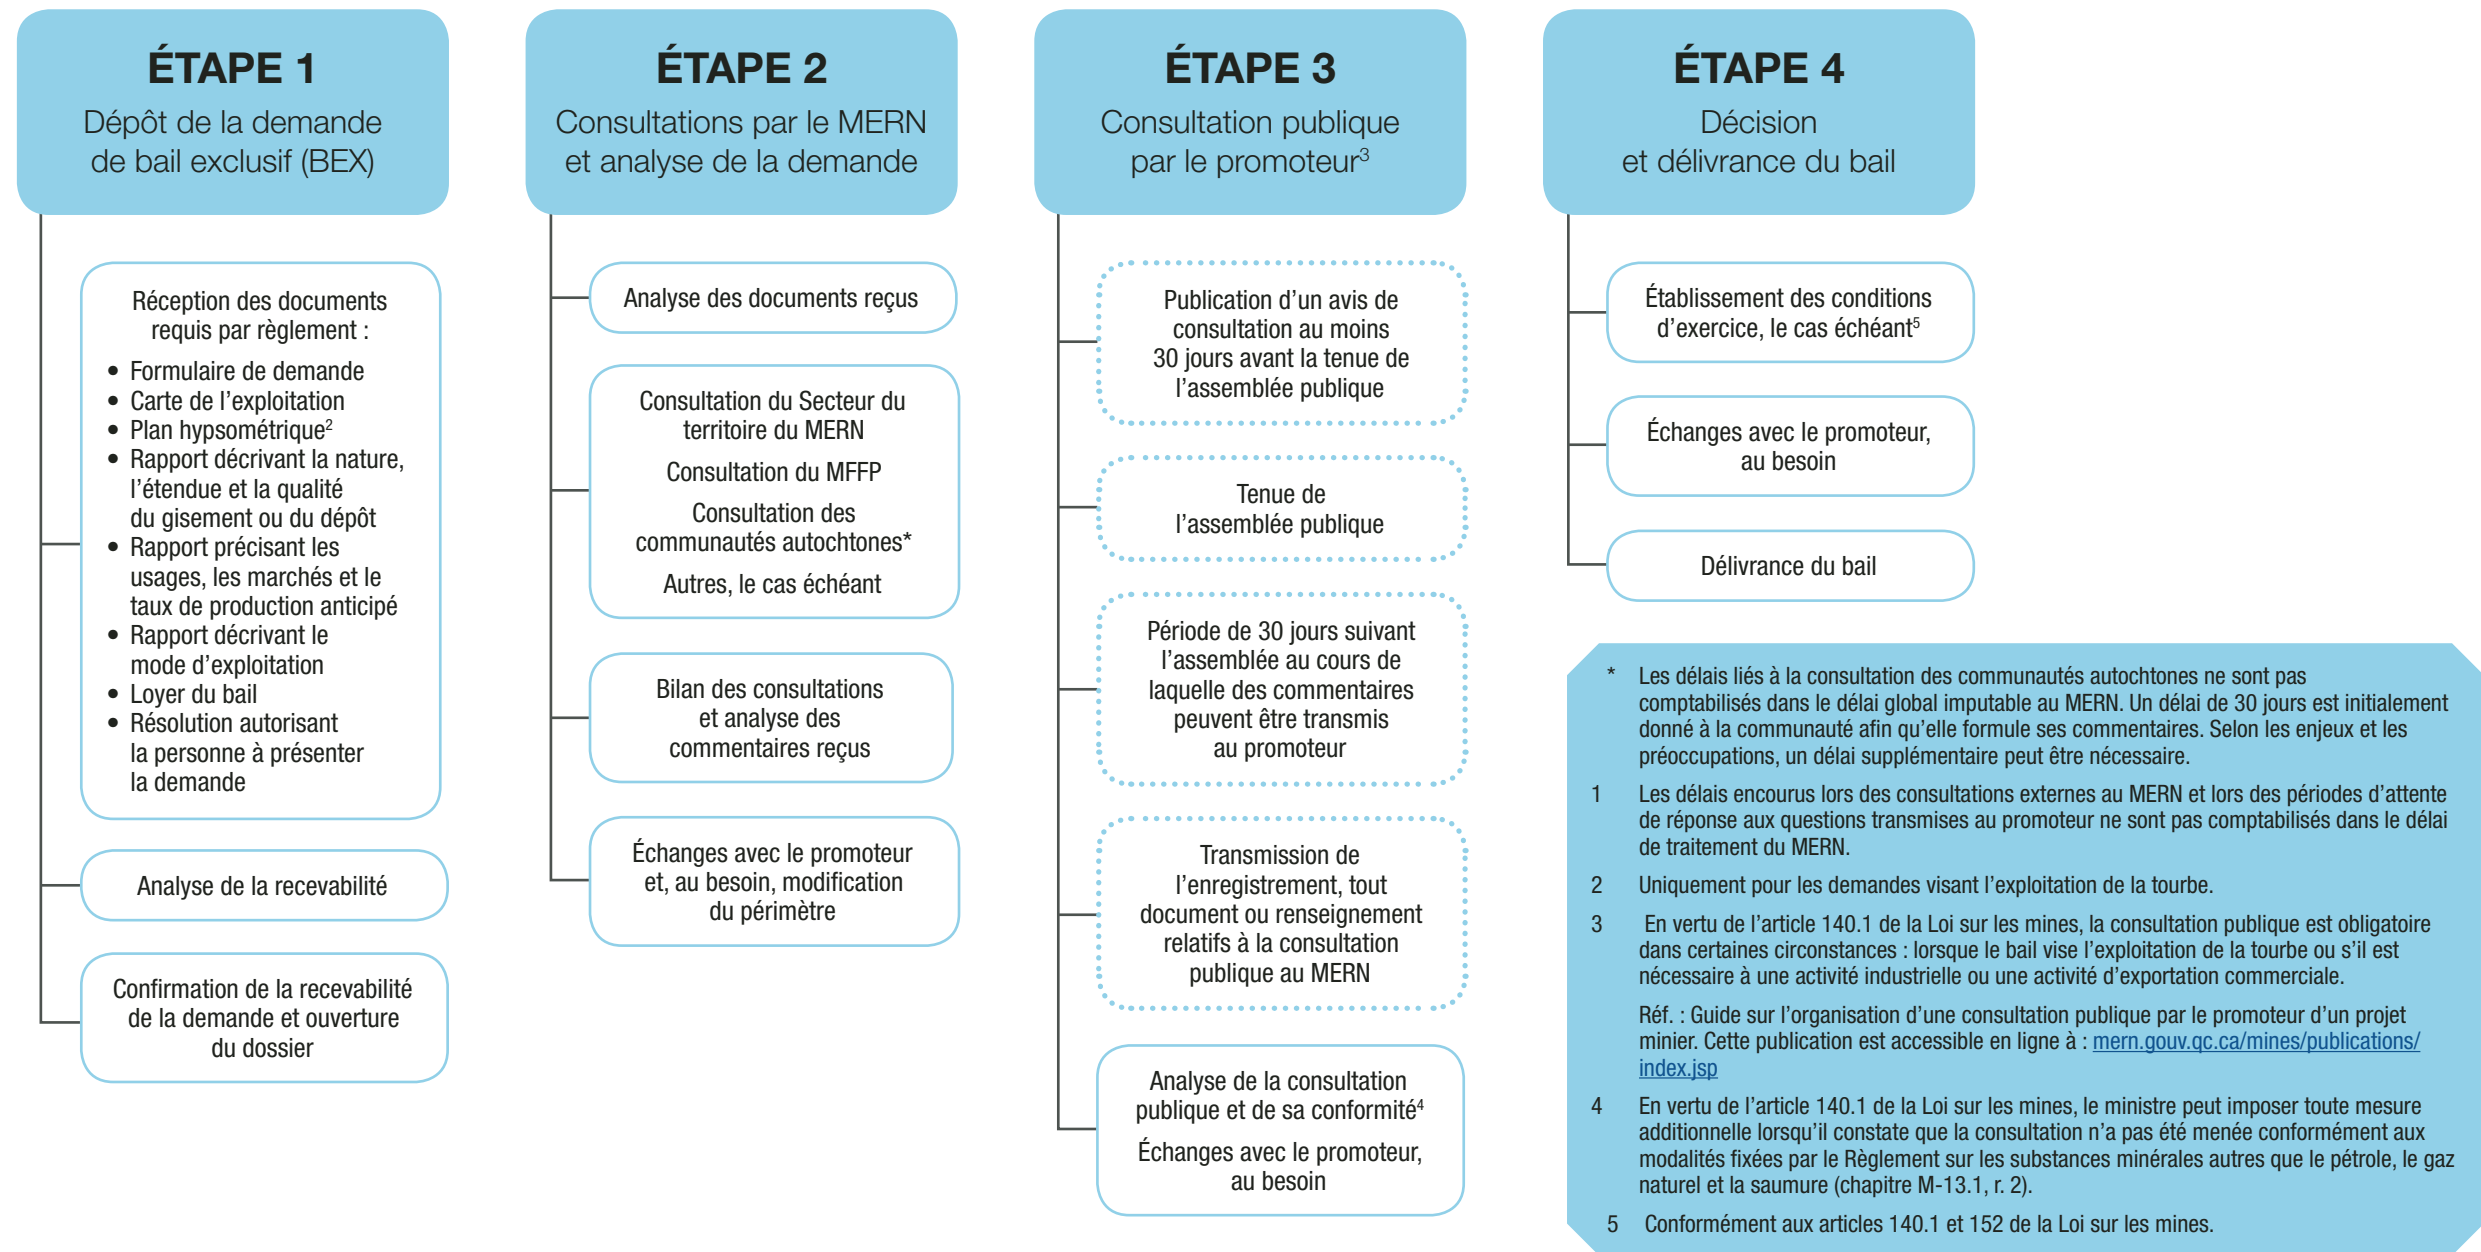 ÉTAPE 1
Dépôt de la demande
de bail exclusif (BEX)
Réception des documents
requis par règlement :
• Formulaire de demande
• Carte de l’exploitation
• Plan hypsométrique2
• Rapport décrivant la nature,
l’étendue et la qualité
du gisement ou du dépôt
• Rapport précisant les
usages, les marchés et le
taux de production anticipé
• Rapport décrivant le
mode d’exploitation
• Loyer du bail
• Résolution autorisant
la personne à présenter
la demande
Analyse de la recevabilité
Confirmation de la recevabilité
de la demande et ouverture
du dossier
ÉTAPE 2
Consultations par le MERN
et analyse de la demande
Analyse des documents reçus
Consultation du Secteur du
territoire du MERN
Consultation du MFFP
Consultation des
communautés autochtones*
Autres, le cas échéant
Bilan des consultations
et analyse des
commentaires reçus
Échanges avec le promoteur
et, au besoin, modification
du périmètre
ÉTAPE 3
Consultation publique
par le promoteur3
Publication d’un avis de
consultation au moins
30 jours avant la tenue de
l’assemblée publique
Tenue de
l’assemblée publique
Période de 30 jours suivant
l’assemblée au cours de
laquelle des commentaires
peuvent être transmis
au promoteur
Transmission de
l’enregistrement, tout
document ou renseignement
relatifs à la consultation
publique au MERN
Analyse de la consultation
publique et de sa conformité4
Échanges avec le promoteur,
au besoin
ÉTAPE 4
Décision
et délivrance du bail
Établissement des conditions
d’exercice, le cas échéant5
Échanges avec le promoteur,
au besoin
Délivrance du bail
* Les délais liés à la consultation des communautés autochtones ne sont pas
comptabilisés dans le délai global imputable au MERN. Un délai de 30 jours est initialement
donné à la communauté afin qu’elle formule ses commentaires. Selon les enjeux et les
préoccupations, un délai supplémentaire peut être nécessaire.
1 Les délais encourus lors des consultations externes au MERN et lors des périodes d’attente
de réponse aux questions transmises au promoteur ne sont pas comptabilisés dans le délai
de traitement du MERN.
2 Uniquement pour les demandes visant l’exploitation de la tourbe.
3 En vertu de l’article 140.1 de la Loi sur les mines, la consultation publique est obligatoire
dans certaines circonstances : lorsque le bail vise l’exploitation de la tourbe ou s’il est
nécessaire à une activité industrielle ou une activité d’exportation commerciale.
Réf. : Guide sur l’organisation d’une consultation publique par le promoteur d’un projet
minier. Cette publication est accessible en ligne à : mern.gouv.qc.ca/mines/publications/
index.jsp
4 En vertu de l’article 140.1 de la Loi sur les mines, le ministre peut imposer toute mesure
additionnelle lorsqu’il constate que la consultation n’a pas été menée conformément aux
modalités fixées par le Règlement sur les substances minérales autres que le pétrole, le gaz
naturel et la saumure (chapitre M-13.1, r. 2).
5 Conformément aux articles 140.1 et 152 de la Loi sur les mines.